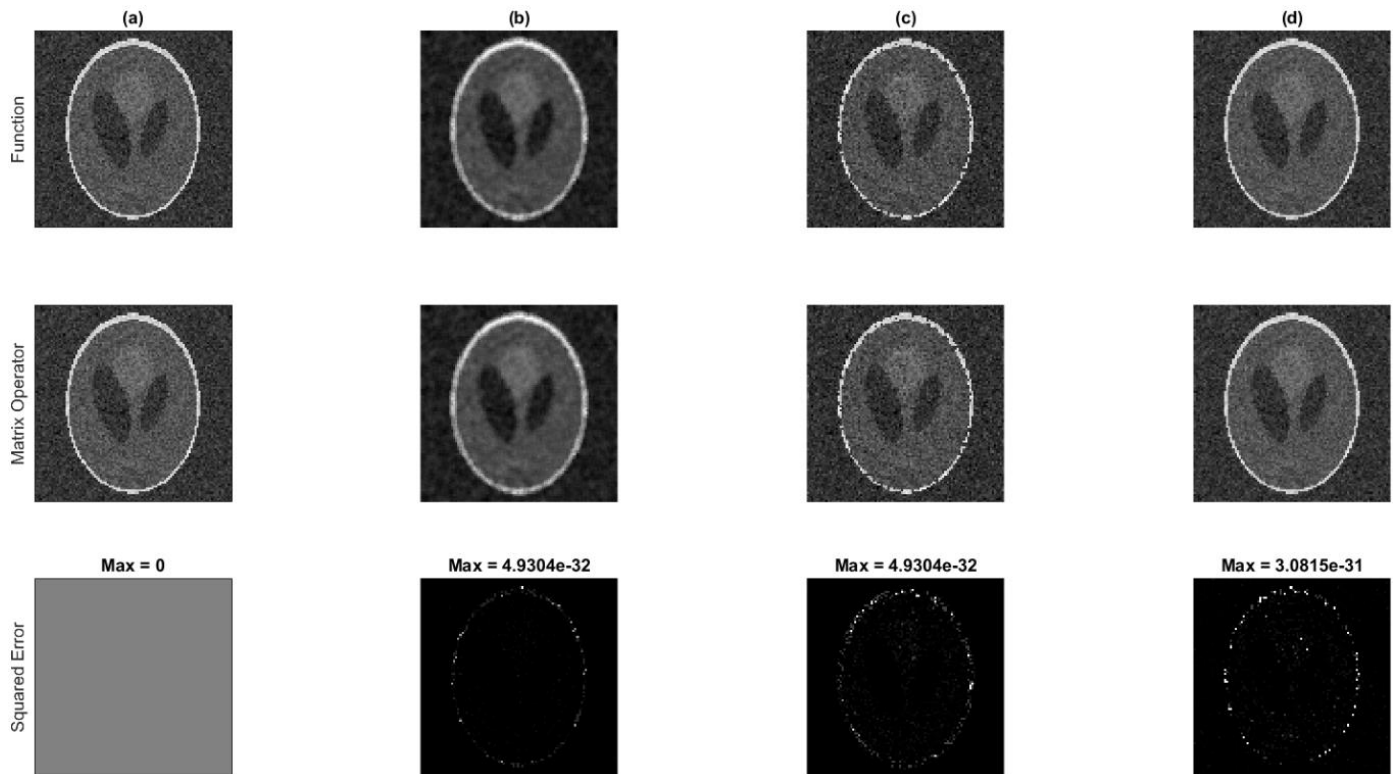 (a) (b) (c) (d)
Function
Matrix Operator
Max = 0 Max = 4.9304e-32 Max = 4.9304e-32 Max = 3.0815e-31
Squared Error